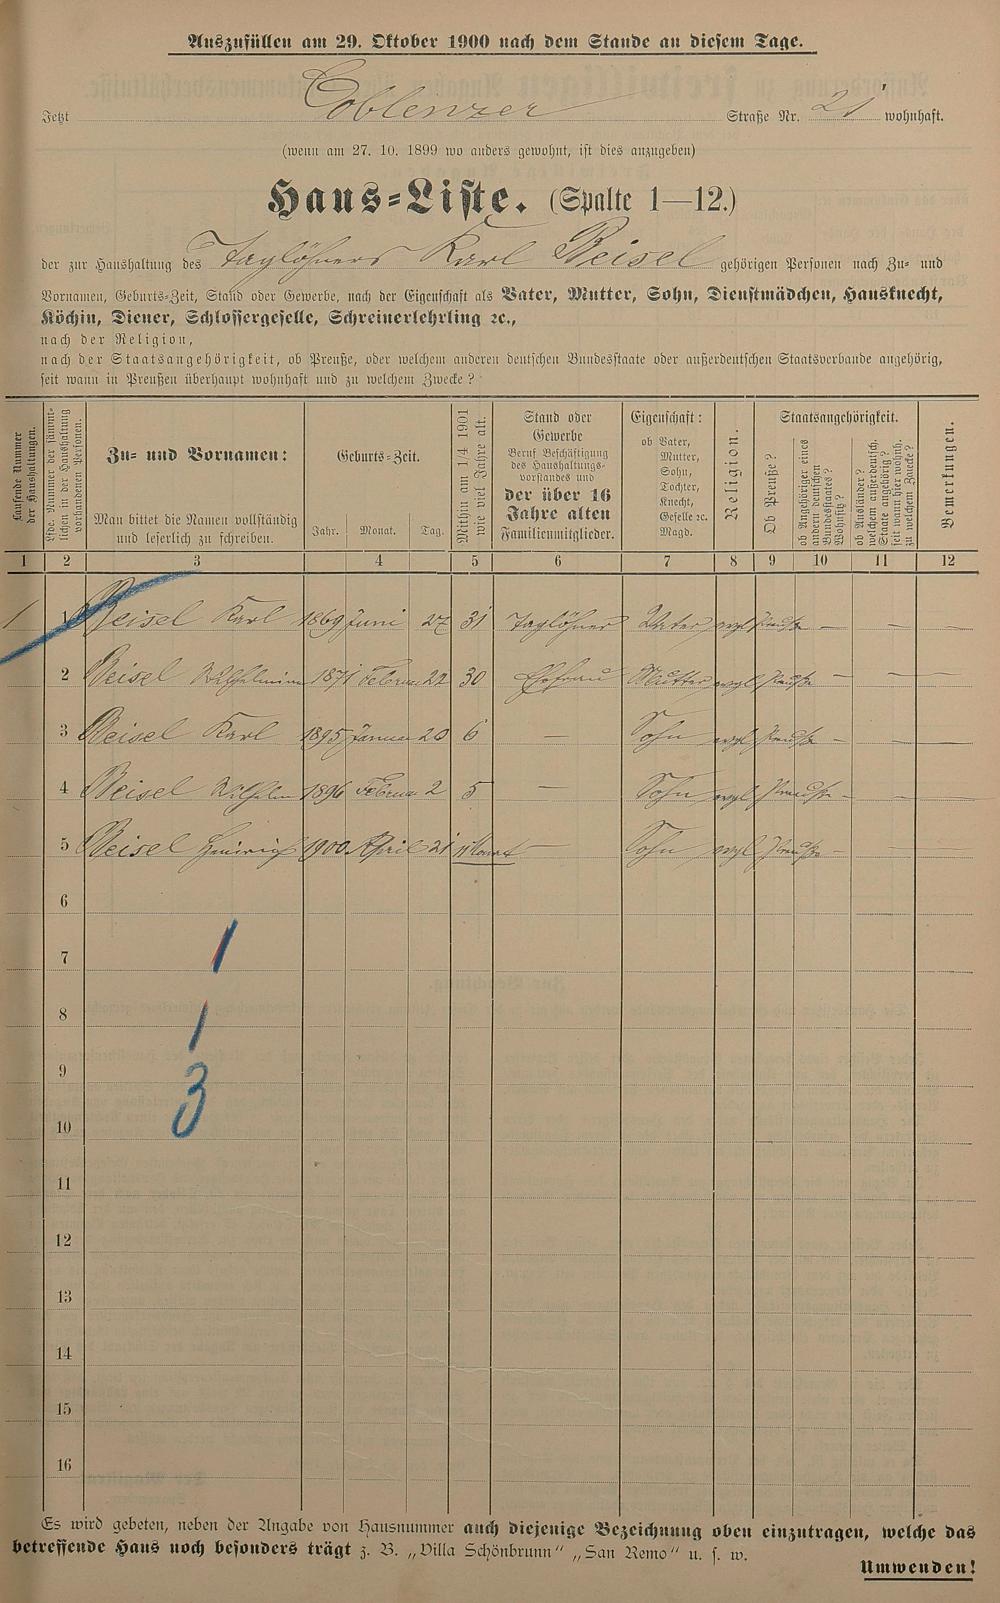 Auszufüllen am 29. Oktober 1900 nach dem Stande an diesem Tage.
Jetzt Coblenzer Straße Nr. 21 wohnhaft.
(wenn am 27. 10. 1899 wo anders gewohnt, ist dies anzugeben)
Haus=Liste. (Spalte 1—12.)
der zur Haushaltung des Taglöhners Karl Beisel gehörigen Personen nach Zu= und
Vornamen, Geburts=Zeit, Stand oder Gewerbe, nach der Eigenschaft als Vater, Mutter, Sohn, Dienstmädchen, Hausknecht,
Köchin, Diener, Schlossergeselle, Schreinerlehrling ꝛc.,
nach der Religion,
nach der Staatsangehörigkeit, ob Preuße, oder welchem anderen deutschen Bundesstaate oder außerdeutschen Staatsverbande angehörig,
seit wann in Preußen überhaupt wohnhaft und zu welchem Zwecke?
Laufende Nummer
der Haushaltungen.
Lfde. Nummer der sämmt=
lichen in der Haushaltung
vorhandenen Personen.
Zu= und Vornamen:
Man bittet die Namen vollständig
und leserlich zu schreiben.
Geburts=Zeit.
Jahr. Monat. Tag.
Mithin am 1/4 1901
wie viel Jahre alt.
Stand oder
Gewerbe
Beruf Beschäftigung
des Haushaltungs=
vorstandes und
der über 16
Jahre alten
Familienmitglieder.
Eigenschaft:
ob Vater,
Mutter,
Sohn,
Tochter,
Knecht,
Geselle ꝛc.
Magd.
Religion.
Staatsangehörigkeit.
Ob Preuße?
ob Angehöriger eines
andern deutschen
Bundesstaates?
Wohnsitz?
ob Ausländer?
welchem außerdeutsch.
Staate angehörig?
seit wann hier wohnh.
zu welchem Zwecke?
Bemerkungen.
1 2 3 4 5 6 7 8 9 10 11 12
1 1 Beisel Karl 1869 Juni 27 31 Taglöhner Vater evgl Preuße — — —
2 Beisel Wilhelmine 1871 Februar 22 30 Ehefrau Mutter evgl Preuße — — —
3 Beisel Karl 1895 Januar 20 6 — Sohn evgl Preuße — — —
4 Beisel Wilhelm 1896 Februar 2 5 — Sohn evgl Preuße — — —
5 Beisel Heinrich 1900 April 21 11 Monat — Sohn evgl Preuße — — —
6
7 1
8 1
9 3
10
11
12
13
14
15
16
Es wird gebeten, neben der Angabe von Hausnummer auch diejenige Bezeichnung oben einzutragen, welche das
betreffende Haus noch besonders trägt z. B. „Villa Schönbrunn" „San Remo" u. s. w.
Umwenden!